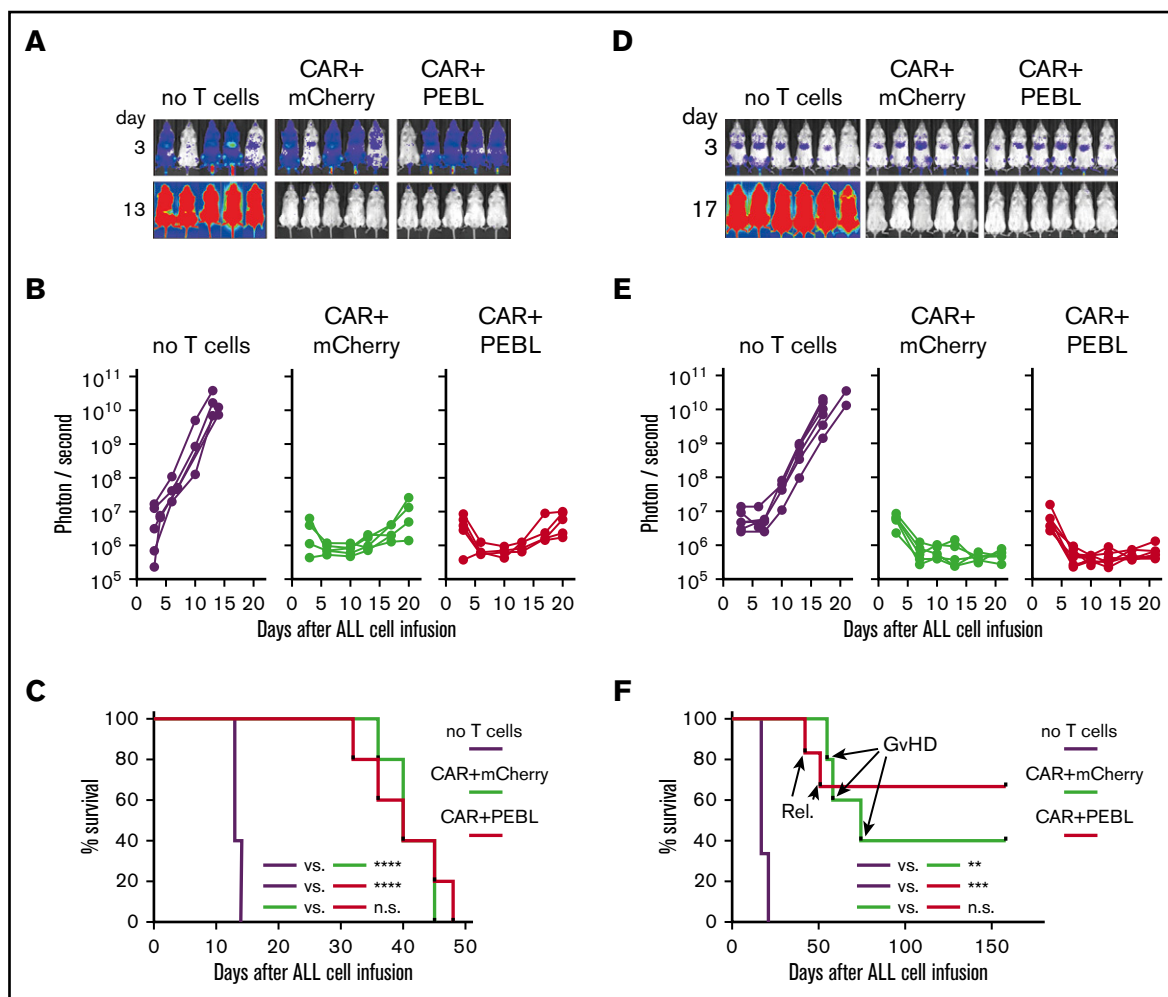 A
no T cells
CAR+
mCherry
CAR+
PEBL
day
3
13
B
no T cells
CAR+
mCherry
CAR+
PEBL
Photon / second
10¹¹
10¹⁰
10⁹
10⁸
10⁷
10⁶
10⁵
0 5 10 15 20
0 5 10 15 20
0 5 10 15 20
Days after ALL cell infusion
C
% survival
100
80
60
40
20
0
no T cells
CAR+mCherry
CAR+PEBL
vs. ****
vs. ****
vs. n.s.
0 10 20 30 40 50
Days after ALL cell infusion
D
no T cells
CAR+
mCherry
CAR+
PEBL
day
3
17
E
no T cells
CAR+
mCherry
CAR+
PEBL
Photon / second
10¹¹
10¹⁰
10⁹
10⁸
10⁷
10⁶
10⁵
0 5 10 15 20
0 5 10 15 20
0 5 10 15 20
Days after ALL cell infusion
F
% survival
100
80
60
40
20
0
GvHD
Rel.
no T cells
CAR+mCherry
CAR+PEBL
vs. **
vs. ***
vs. n.s.
0 50 100 150
Days after ALL cell infusion